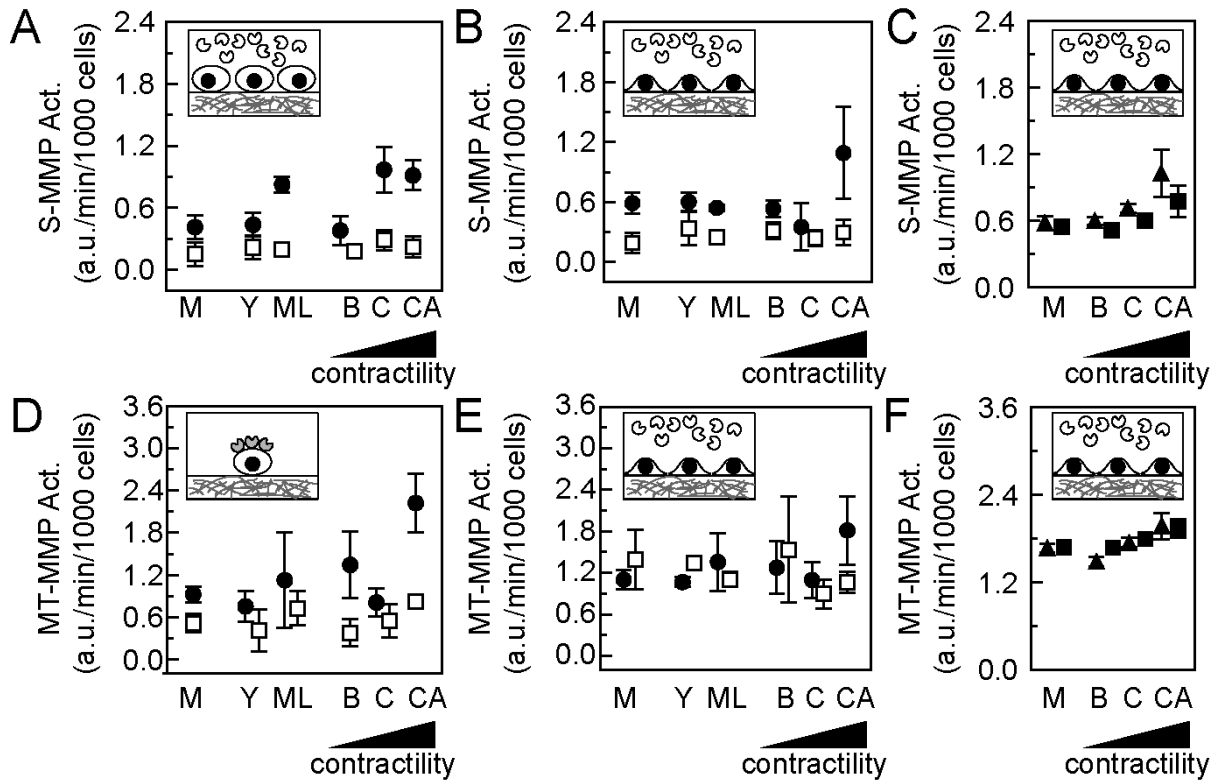 A
S-MMP Act.
(a.u./min/1000 cells)
2.4
1.8
1.2
0.6
0.0
M Y ML B C CA
contractility
B
S-MMP Act.
(a.u./min/1000 cells)
2.4
1.8
1.2
0.6
0.0
M Y ML B C CA
contractility
C
S-MMP Act.
(a.u./min/1000 cells)
2.4
1.8
1.2
0.6
0.0
M B C CA
contractility
D
MT-MMP Act.
(a.u./min/1000 cells)
3.6
3.0
2.4
1.8
1.2
0.6
0.0
M Y ML B C CA
contractility
E
MT-MMP Act.
(a.u./min/1000 cells)
3.6
3.0
2.4
1.8
1.2
0.6
0.0
M Y ML B C CA
contractility
F
MT-MMP Act.
(a.u./min/1000 cells)
3.6
2.4
1.2
0.0
M B C CA
contractility